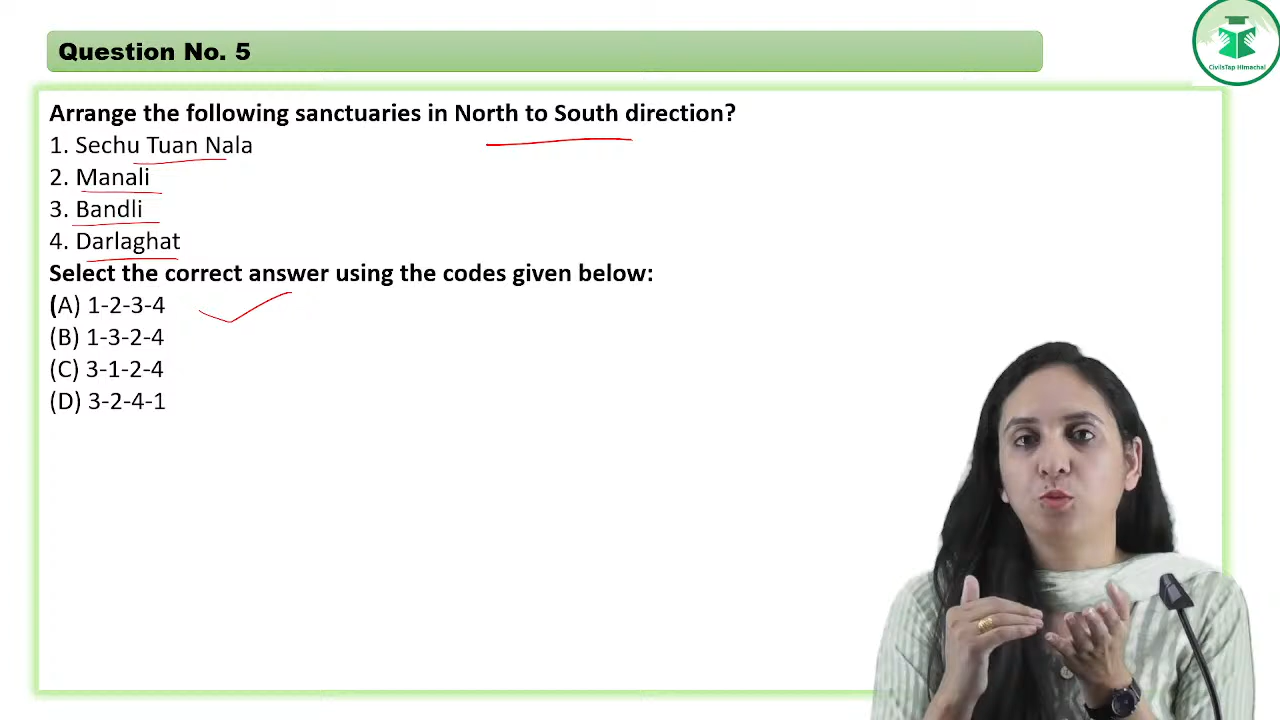 Question No. 5
CivilsTap Himachal
Arrange the following sanctuaries in North to South direction?
1. Sechu Tuan Nala
2. Manali
3. Bandli
4. Darlaghat
Select the correct answer using the codes given below:
(A) 1-2-3-4
(B) 1-3-2-4
(C) 3-1-2-4
(D) 3-2-4-1